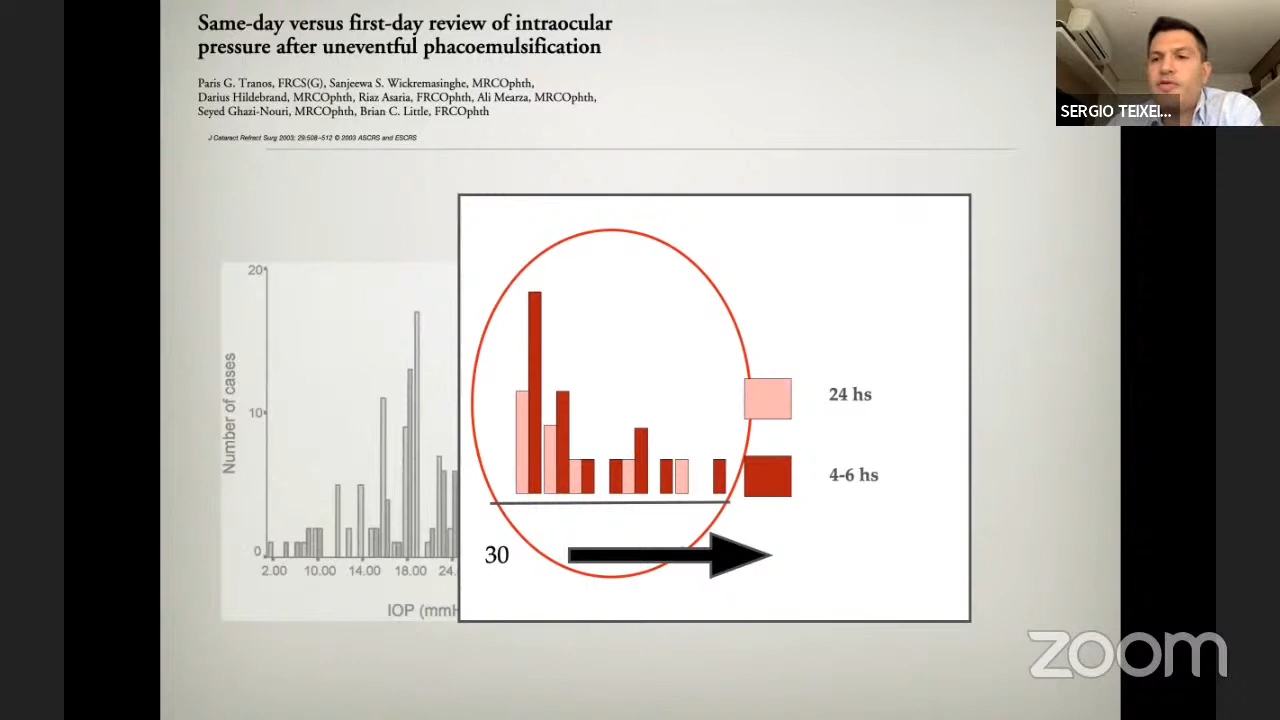 Same-day versus first-day review of intraocular
pressure after uneventful phacoemulsification
Paris G. Tranos, FRCS(G), Sanjeewa S. Wickremasinghe, MRCOphth,
Darius Hildebrand, MRCOphth, Riaz Asaria, FRCOphth, Ali Mearza, MRCOphth,
Seyed Ghazi-Nouri, MRCOphth, Brian C. Little, FRCOphth
J Cataract Refract Surg 2003; 29:508–512 © 2003 ASCRS and ESCRS
SERGIO TEIXEI...
20
10
0
Number of cases
2.00 10.00 14.00 18.00 24.
IOP (mmH
24 hs
4-6 hs
30
zoom